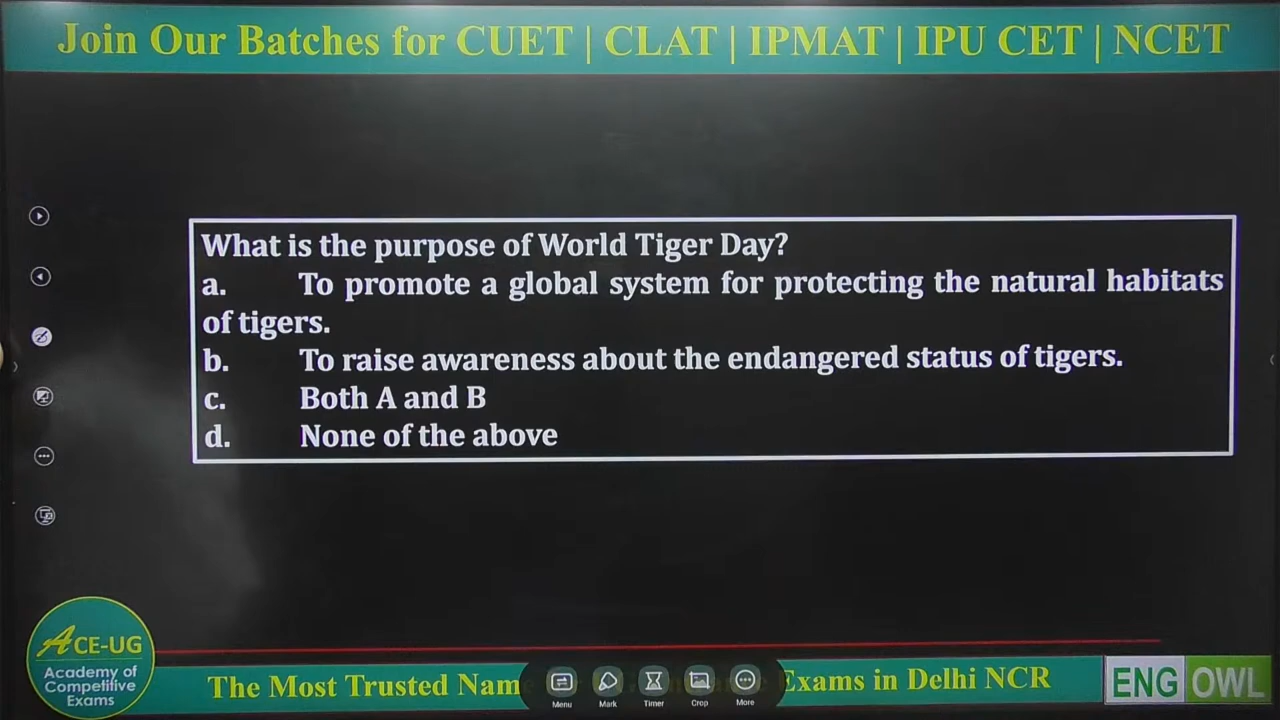 Join Our Batches for CUET | CLAT | IPMAT | IPU CET | NCET
What is the purpose of World Tiger Day?
a. To promote a global system for protecting the natural habitats
of tigers.
b. To raise awareness about the endangered status of tigers.
c. Both A and B
d. None of the above
ACE-UG
Academy of
Competitive
Exams
The Most Trusted Nam
Exams in Delhi NCR
Menu
Mark
Timer
Crop
More
ENG OWL